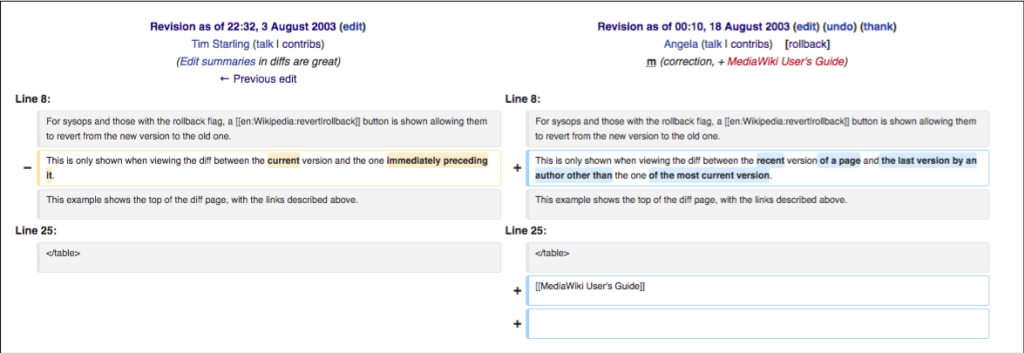 Revision as of 22:32, 3 August 2003 (edit)
Tim Starling (talk | contribs)
(Edit summaries in diffs are great)
← Previous edit
Revision as of 00:10, 18 August 2003 (edit) (undo) (thank)
Angela (talk | contribs) [rollback]
m (correction, + MediaWiki User's Guide)
Line 8:
For sysops and those with the rollback flag, a [[en:Wikipedia:revert|rollback]] button is shown allowing them
to revert from the new version to the old one.
− This is only shown when viewing the diff between the current version and the one immediately preceding
it.
This example shows the top of the diff page, with the links described above.
Line 25:
</table>
Line 8:
For sysops and those with the rollback flag, a [[en:Wikipedia:revert|rollback]] button is shown allowing them
to revert from the new version to the old one.
+ This is only shown when viewing the diff between the recent version of a page and the last version by an
author other than the one of the most current version.
This example shows the top of the diff page, with the links described above.
Line 25:
</table>
+ [[MediaWiki User's Guide]]
+